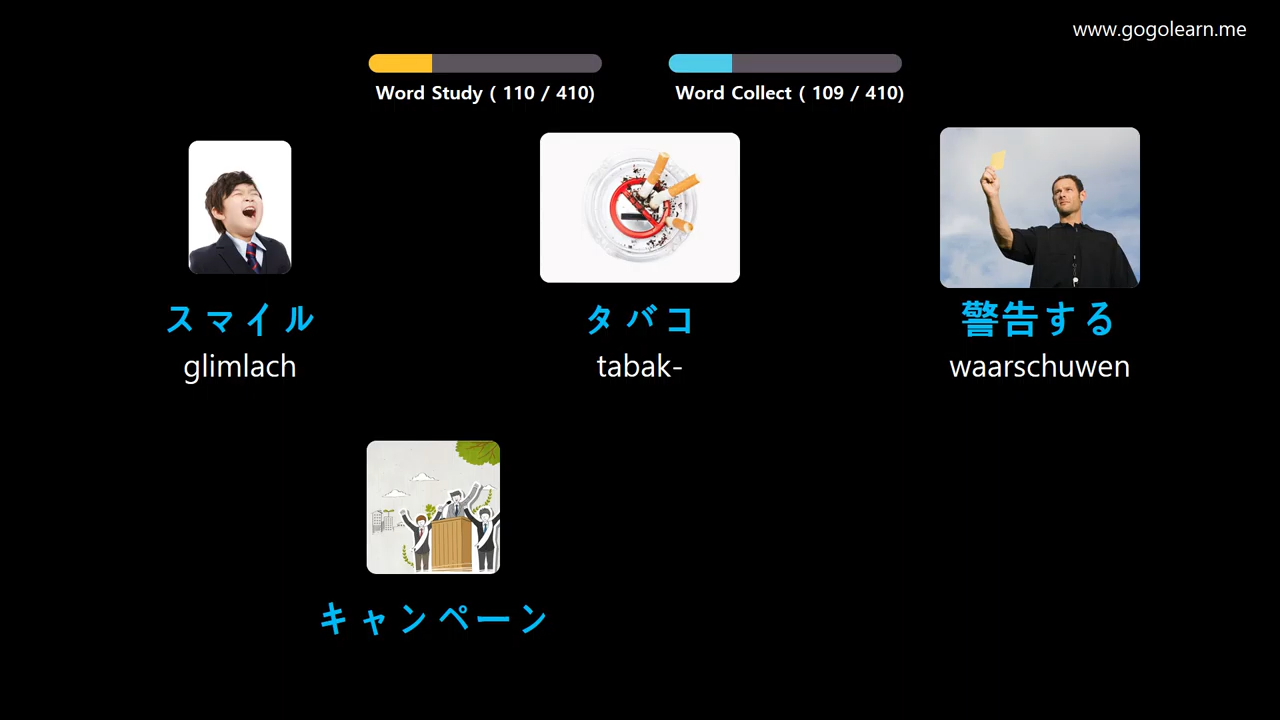 www.gogolearn.me
Word Study ( 110 / 410)
Word Collect ( 109 / 410)
スマイル
glimlach
タバコ
tabak-
警告する
waarschuwen
キャンペーン